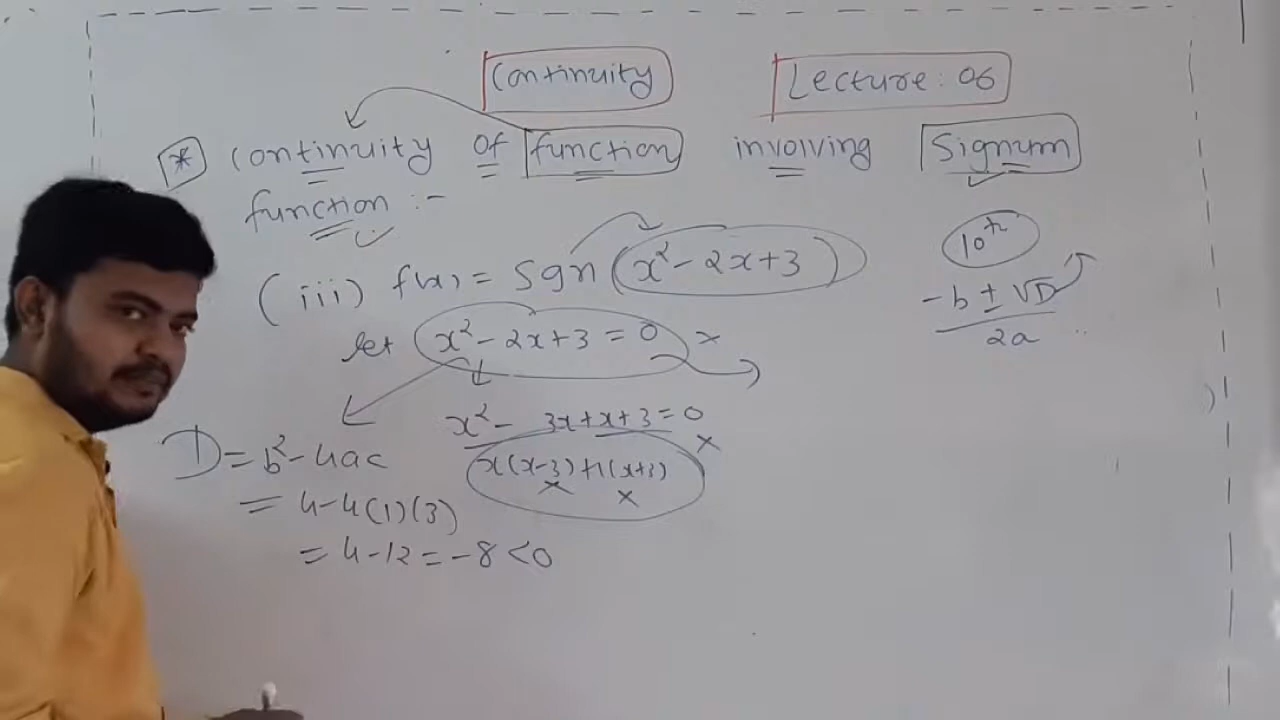 Continuity Lecture: 06
* Continuity of function involving Signum
function :-
(iii) f(x) = Sgn (x² - 2x + 3)
10th
let x² - 2x + 3 = 0 ×
-b ± √D
2a
x² - 3x + x + 3 = 0 ×
D = b² - 4ac
x(x-3) + 1(x+3)
× ×
= 4 - 4(1)(3)
= 4 - 12 = -8 < 0